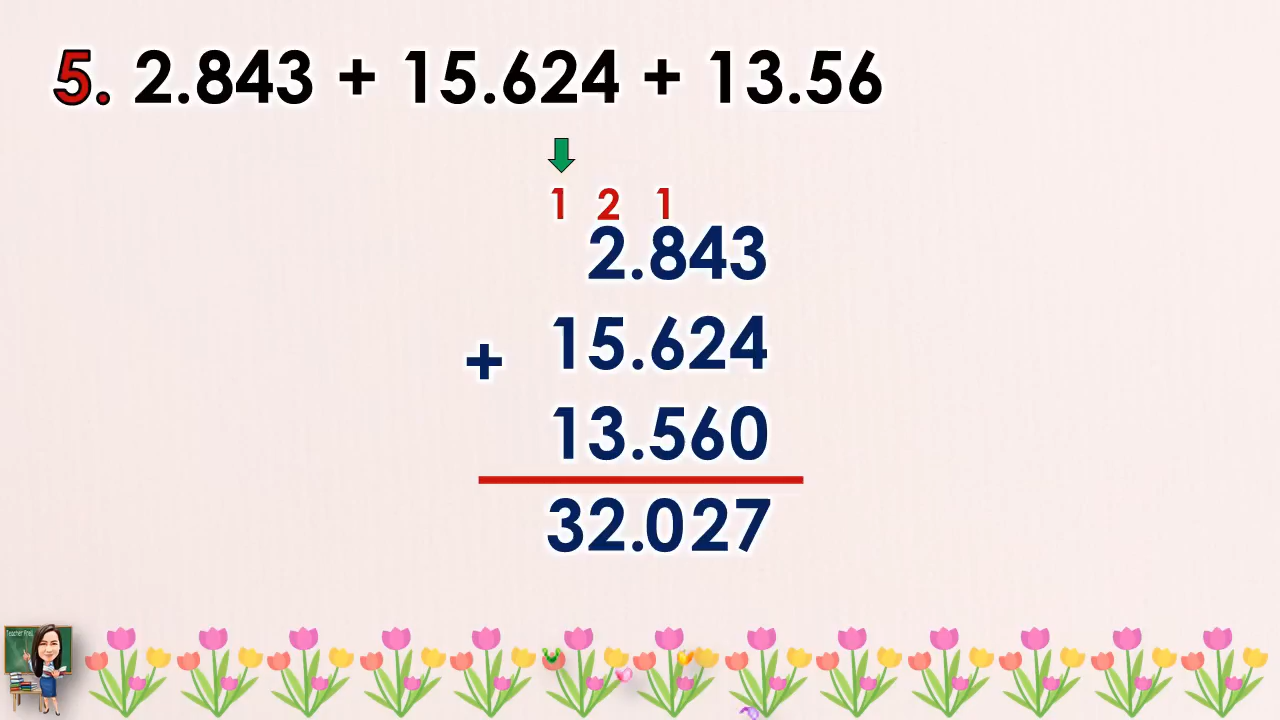 5. 2.843 + 15.624 + 13.56
1 2 1
2.843
+ 15.624
13.560
32.027